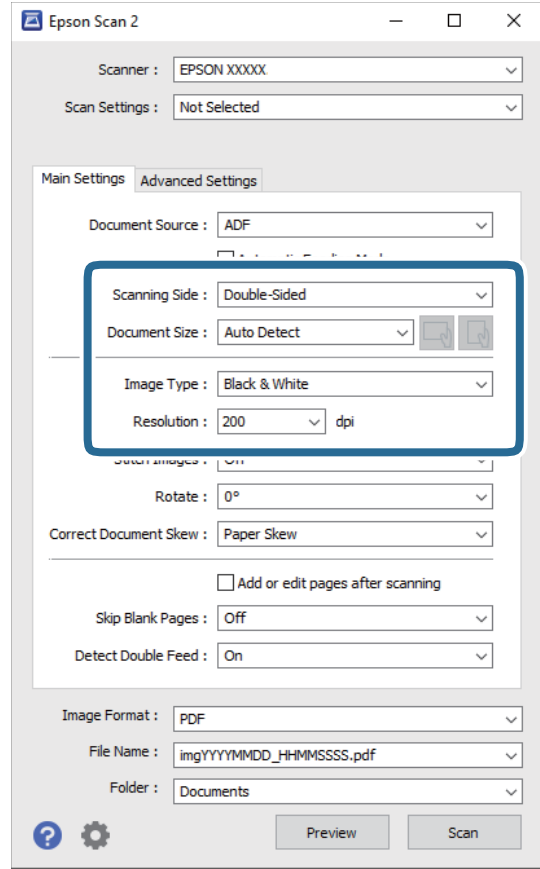 Epson Scan 2
Scanner : EPSON XXXXX
Scan Settings : Not Selected
Main Settings Advanced Settings
Document Source : ADF
Scanning Side : Double-Sided
Document Size : Auto Detect
Image Type : Black & White
Resolution : 200 dpi
Stitch Images : Off
Rotate : 0°
Correct Document Skew : Paper Skew
Add or edit pages after scanning
Skip Blank Pages : Off
Detect Double Feed : On
Image Format : PDF
File Name : imgYYYYMMDD_HHMMSSSS.pdf
Folder : Documents
Preview Scan